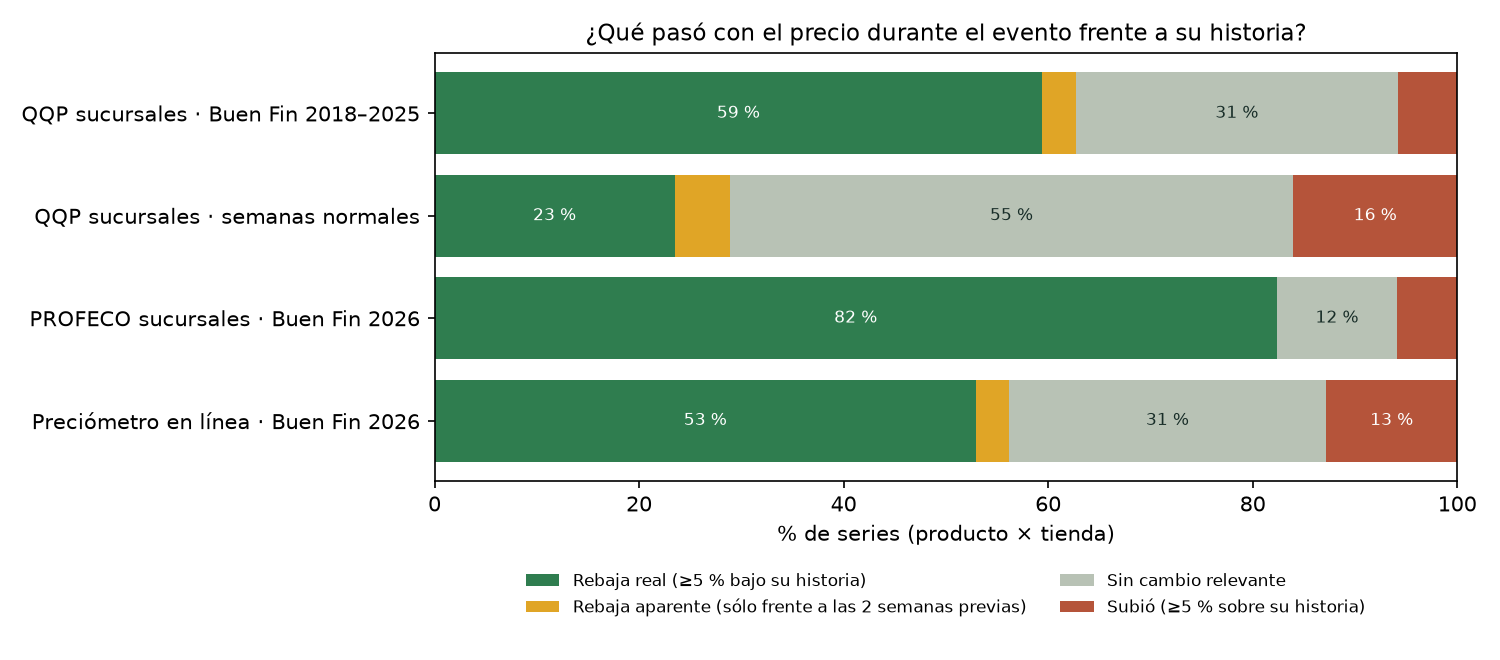 ¿Qué pasó con el precio durante el evento frente a su historia?
QQP sucursales · Buen Fin 2018–2025
59 %
31 %
QQP sucursales · semanas normales
23 %
55 %
16 %
PROFECO sucursales · Buen Fin 2026
82 %
12 %
Preciómetro en línea · Buen Fin 2026
53 %
31 %
13 %
0 20 40 60 80 100
% de series (producto × tienda)
Rebaja real (≥5 % bajo su historia)
Rebaja aparente (sólo frente a las 2 semanas previas)
Sin cambio relevante
Subió (≥5 % sobre su historia)